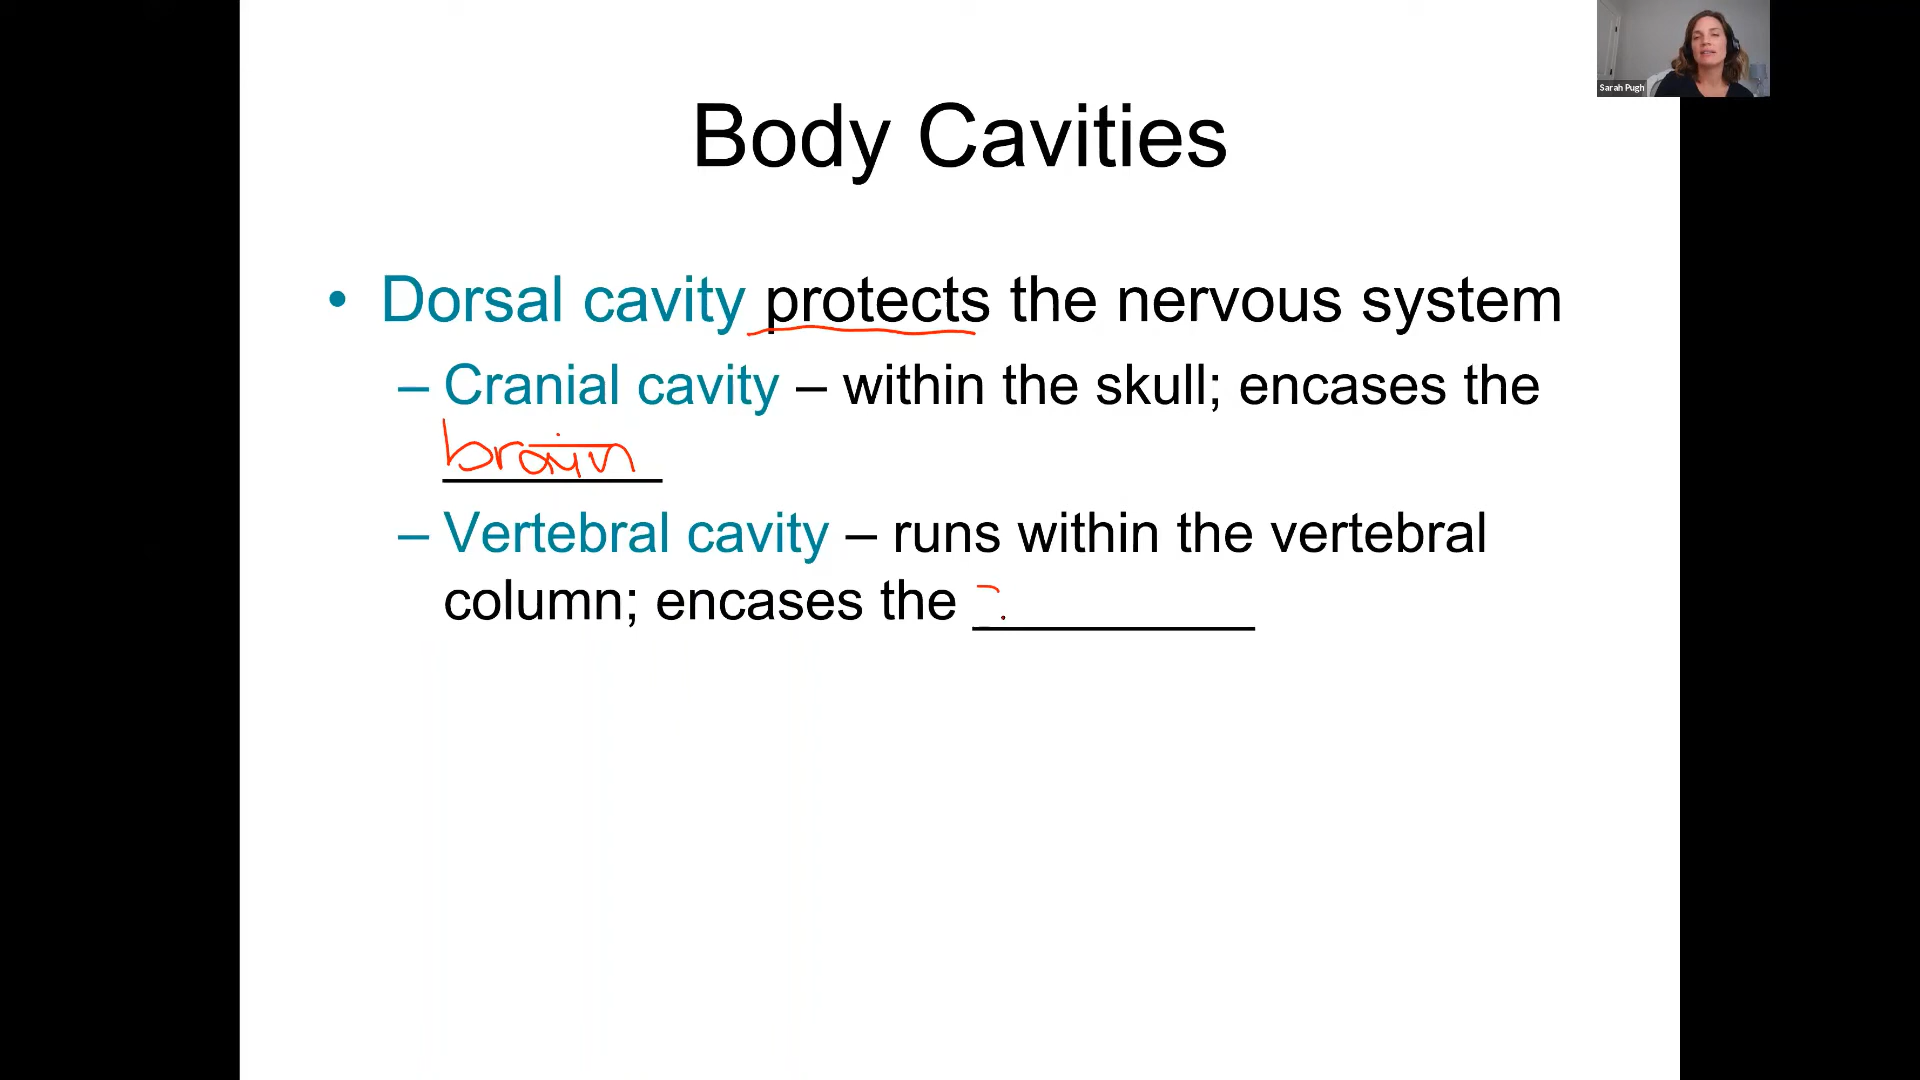 Sarah Pugh
Body Cavities
• Dorsal cavity protects the nervous system
– Cranial cavity – within the skull; encases the
brain
– Vertebral cavity – runs within the vertebral
column; encases the